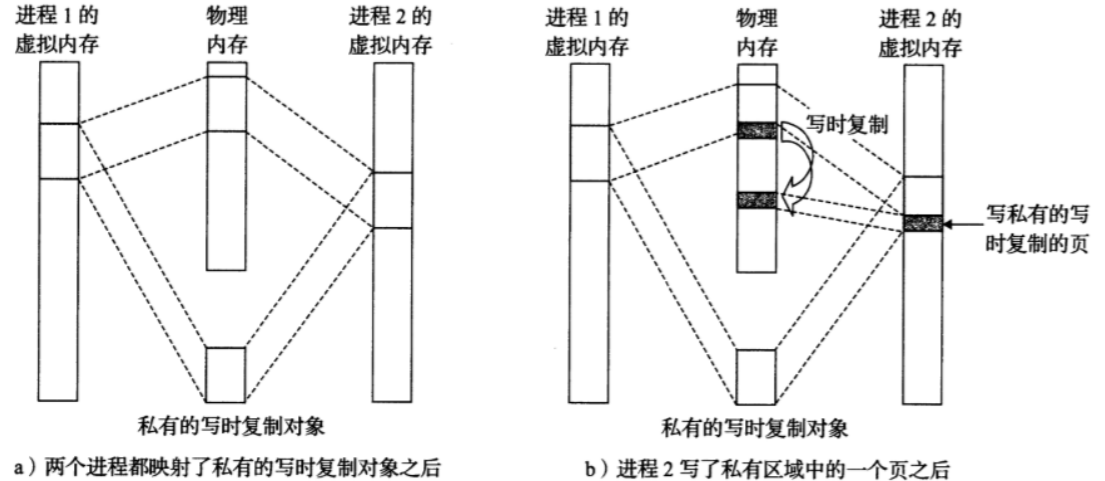 进程 1 的
虚拟内存
物理
内存
进程 2 的
虚拟内存
私有的写时复制对象
a）两个进程都映射了私有的写时复制对象之后
进程 1 的
虚拟内存
物理
内存
进程 2 的
虚拟内存
写时复制
写私有的写
时复制的页
私有的写时复制对象
b）进程 2 写了私有区域中的一个页之后